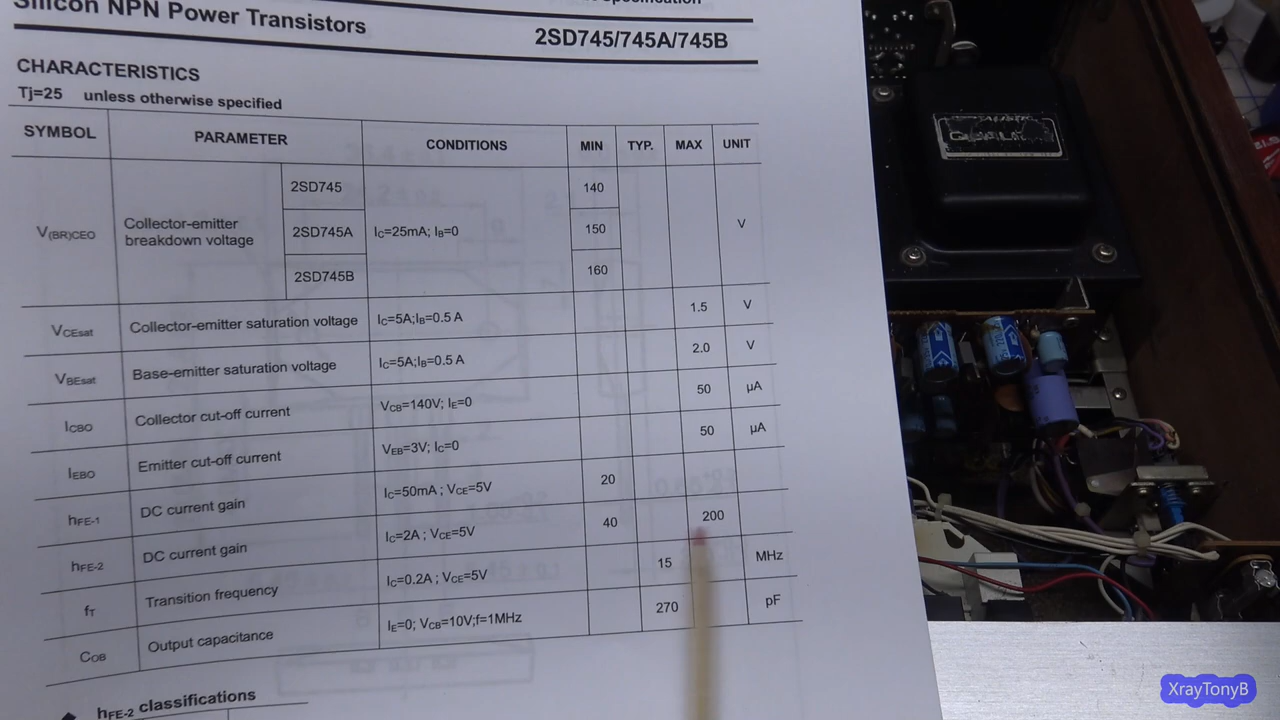 Silicon NPN Power Transistors
Specification
2SD745/745A/745B
CHARACTERISTICS
Tj=25 unless otherwise specified
SYMBOL PARAMETER CONDITIONS MIN TYP. MAX UNIT
V(BR)CEO Collector-emitter breakdown voltage 2SD745 IC=25mA; IB=0 140 V
2SD745A 150
2SD745B 160
VCEsat Collector-emitter saturation voltage IC=5A;IB=0.5 A 1.5 V
VBEsat Base-emitter saturation voltage IC=5A;IB=0.5 A 2.0 V
ICBO Collector cut-off current VCB=140V; IE=0 50 μA
IEBO Emitter cut-off current VEB=3V; IC=0 50 μA
hFE-1 DC current gain IC=50mA ; VCE=5V 20
hFE-2 DC current gain IC=2A ; VCE=5V 40 200
fT Transition frequency IC=0.2A ; VCE=5V 15 MHz
COB Output capacitance IE=0; VCB=10V;f=1MHz 270 pF
◆ hFE-2 classifications
XrayTonyB